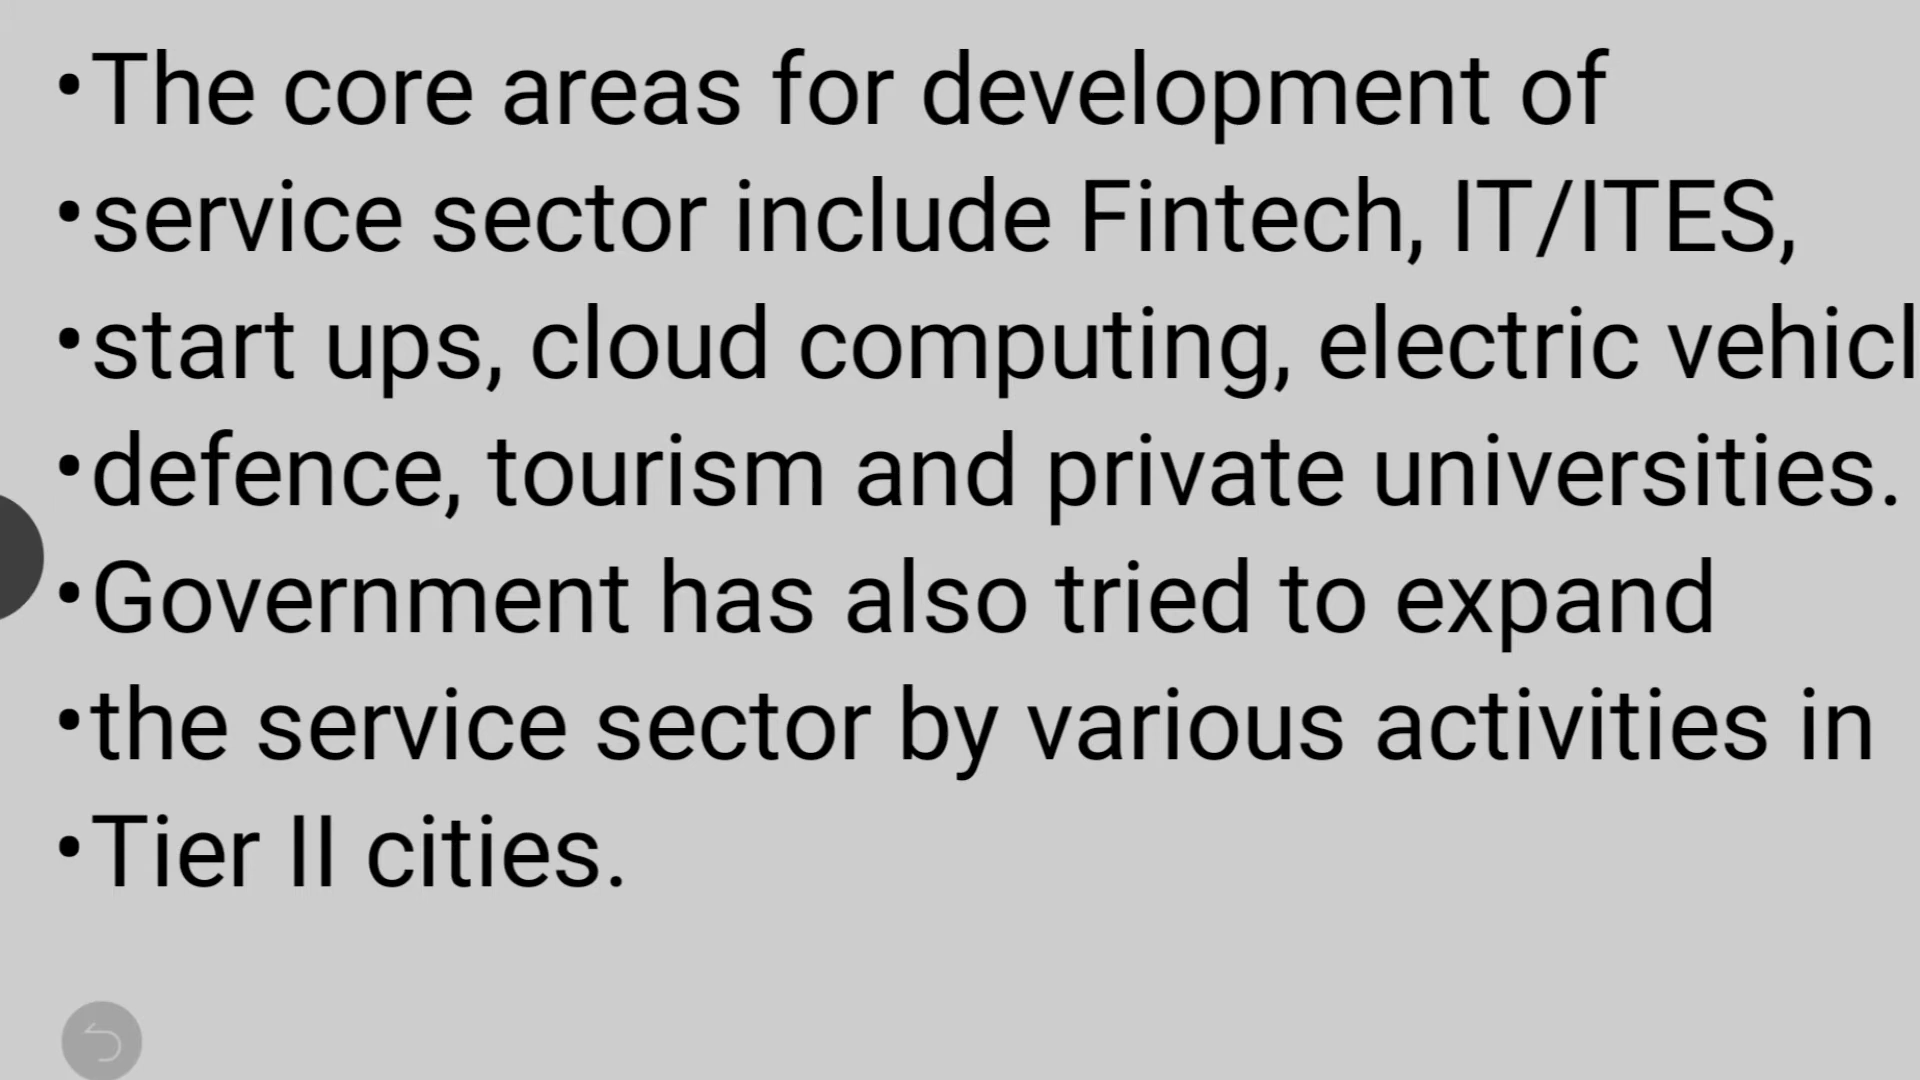 •The core areas for development of
•service sector include Fintech, IT/ITES,
•start ups, cloud computing, electric vehicl
•defence, tourism and private universities.
•Government has also tried to expand
•the service sector by various activities in
•Tier II cities.